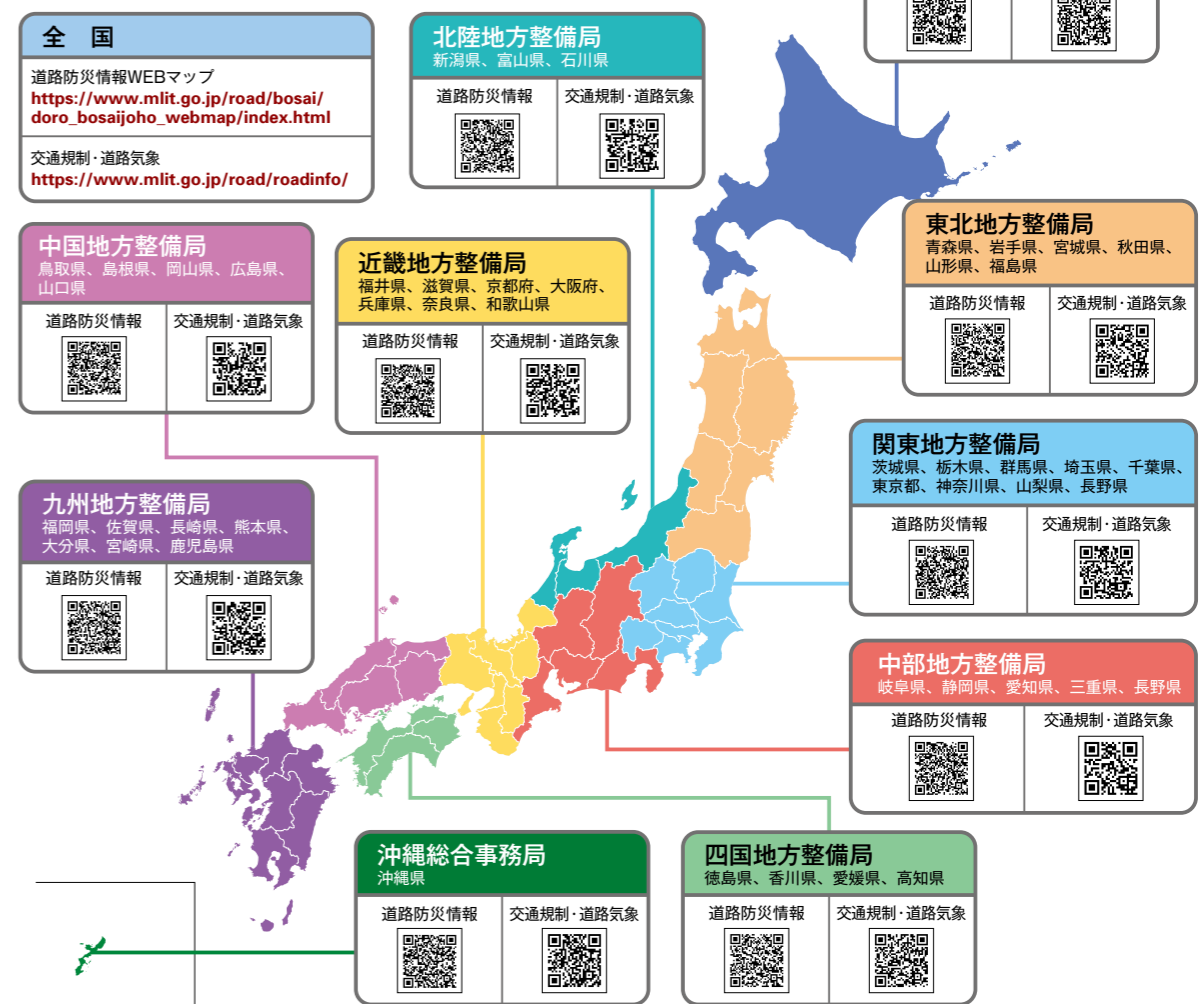 全 国
道路防災情報WEBマップ
https://www.mlit.go.jp/road/bosai/
doro_bosaijoho_webmap/index.html
交通規制・道路気象
https://www.mlit.go.jp/road/roadinfo/
北陸地方整備局
新潟県、富山県、石川県
道路防災情報
交通規制・道路気象
中国地方整備局
鳥取県、島根県、岡山県、広島県、
山口県
道路防災情報
交通規制・道路気象
近畿地方整備局
福井県、滋賀県、京都府、大阪府、
兵庫県、奈良県、和歌山県
道路防災情報
交通規制・道路気象
東北地方整備局
青森県、岩手県、宮城県、秋田県、
山形県、福島県
道路防災情報
交通規制・道路気象
関東地方整備局
茨城県、栃木県、群馬県、埼玉県、千葉県、
東京都、神奈川県、山梨県、長野県
道路防災情報
交通規制・道路気象
九州地方整備局
福岡県、佐賀県、長崎県、熊本県、
大分県、宮崎県、鹿児島県
道路防災情報
交通規制・道路気象
中部地方整備局
岐阜県、静岡県、愛知県、三重県、長野県
道路防災情報
交通規制・道路気象
沖縄総合事務局
沖縄県
道路防災情報
交通規制・道路気象
四国地方整備局
徳島県、香川県、愛媛県、高知県
道路防災情報
交通規制・道路気象